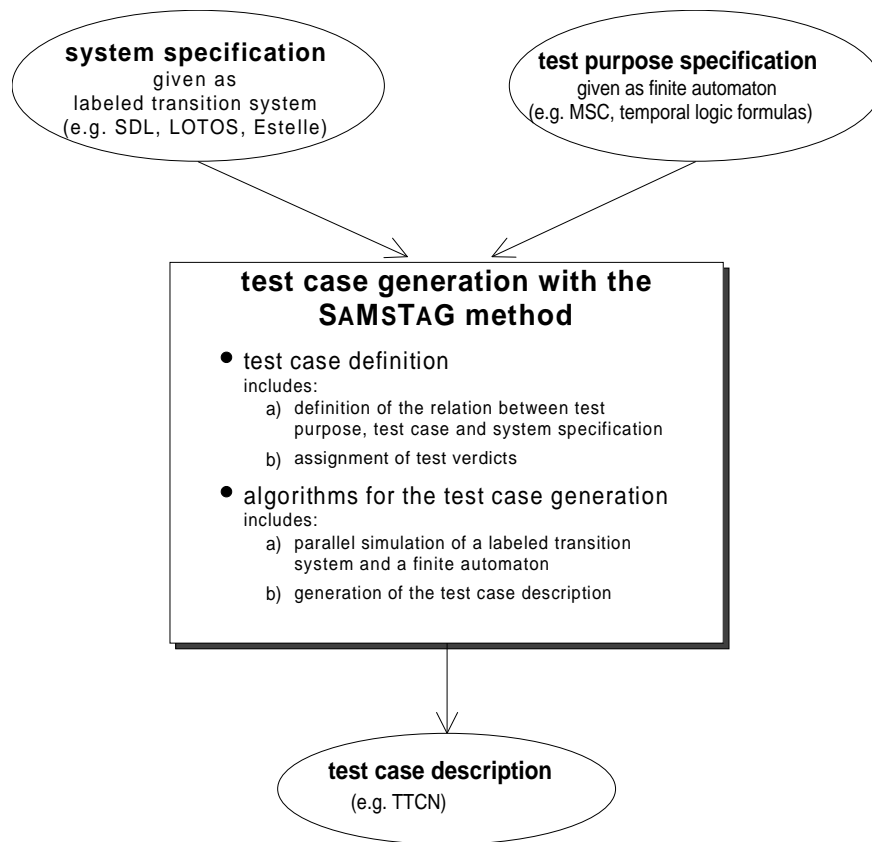 system specification
given as
labeled transition system
(e.g. SDL, LOTOS, Estelle)
test purpose specification
given as finite automaton
(e.g. MSC, temporal logic formulas)
test case generation with the
SAMSTAG method
• test case definition
includes:
a) definition of the relation between test
purpose, test case and system specification
b) assignment of test verdicts
• algorithms for the test case generation
includes:
a) parallel simulation of a labeled transition
system and a finite automaton
b) generation of the test case description
test case description
(e.g. TTCN)